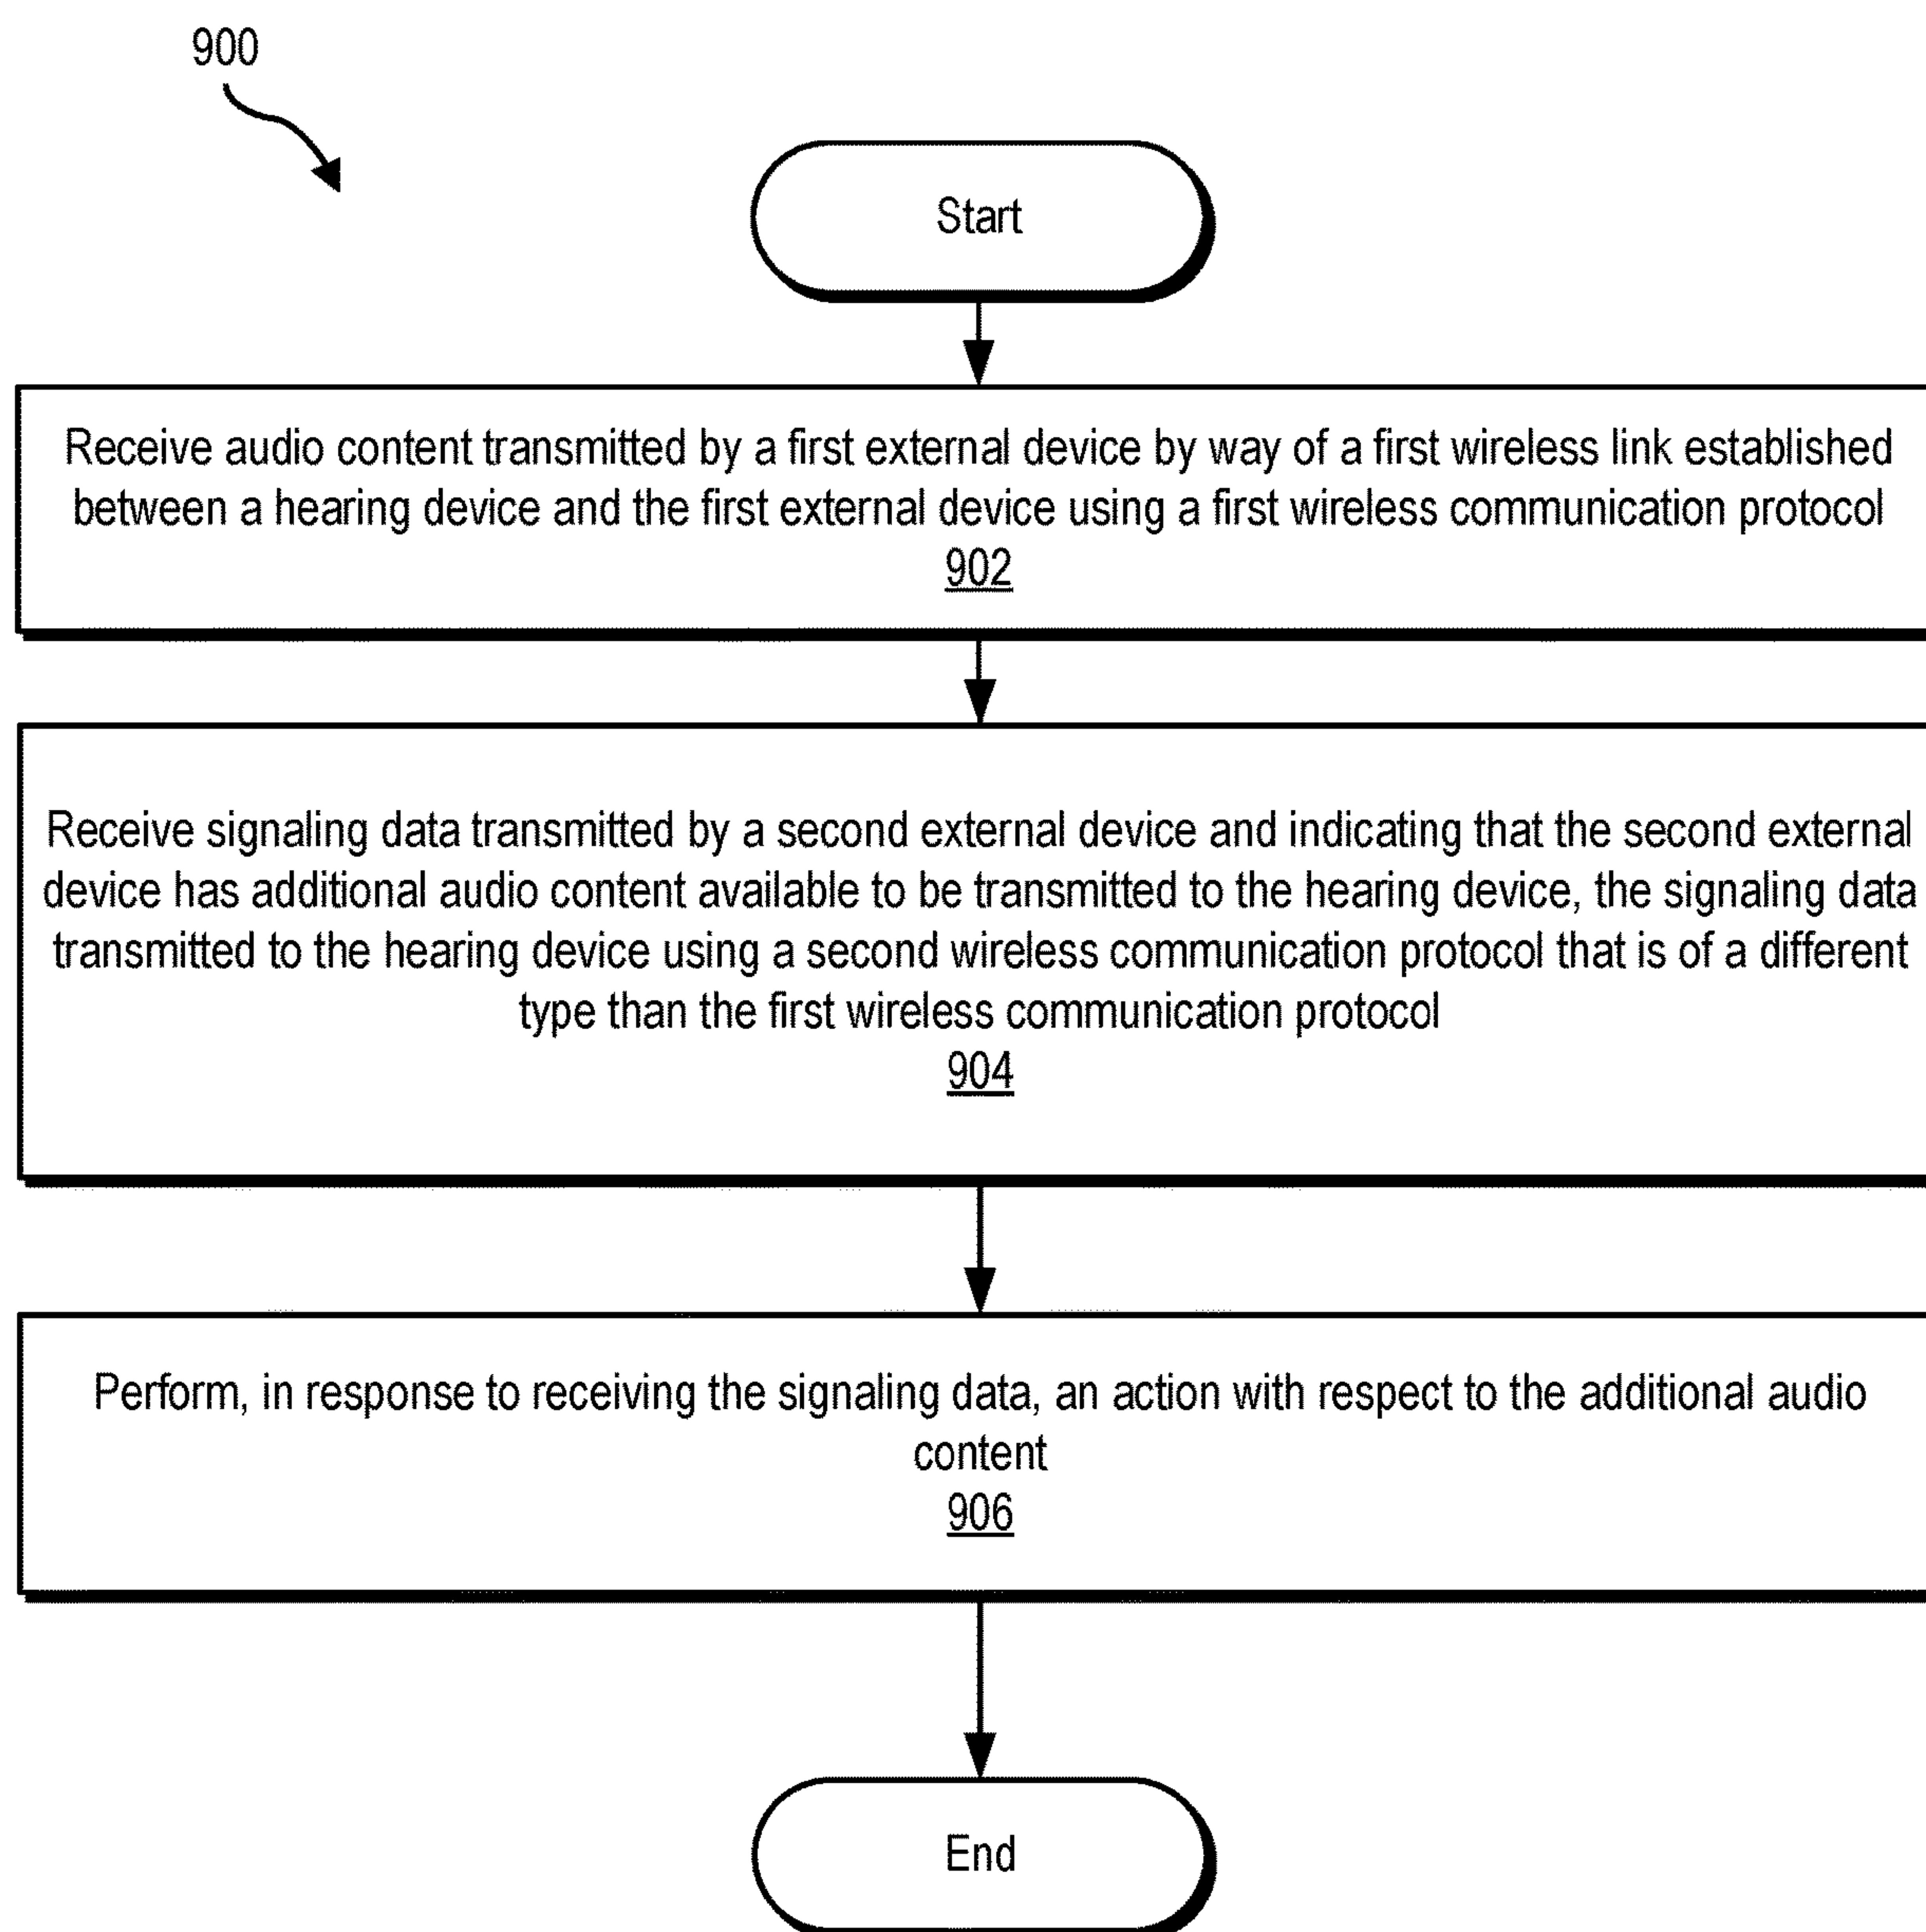 900
Start
Receive audio content transmitted by a first external device by way of a first wireless link established
between a hearing device and the first external device using a first wireless communication protocol
902
Receive signaling data transmitted by a second external device and indicating that the second external
device has additional audio content available to be transmitted to the hearing device, the signaling data
transmitted to the hearing device using a second wireless communication protocol that is of a different
type than the first wireless communication protocol
904
Perform, in response to receiving the signaling data, an action with respect to the additional audio
content
906
End